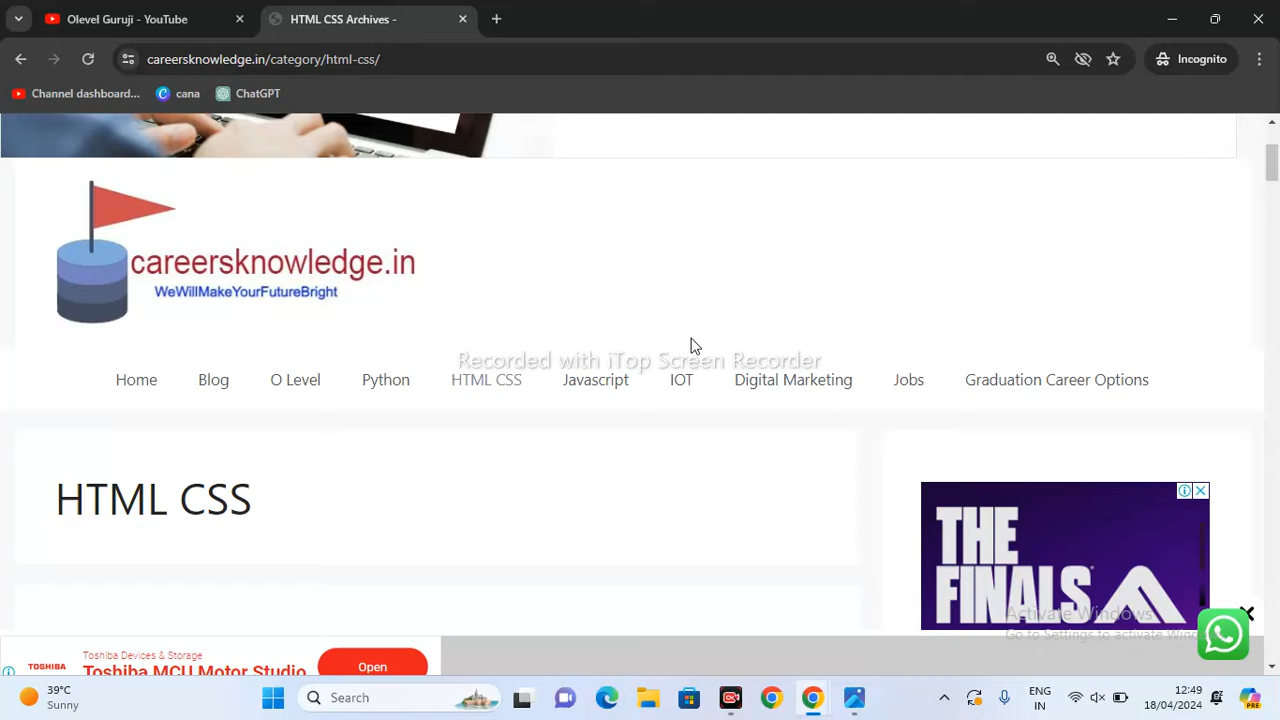 Olevel Guruji - YouTube
HTML CSS Archives -
careersknowledge.in/category/html-css/
Incognito
Channel dashboard...
cana
ChatGPT
careersknowledge.in
WeWillMakeYourFutureBright
Recorded with iTop Screen Recorder
Home Blog O Level Python HTML CSS Javascript IOT Digital Marketing Jobs Graduation Career Options
HTML CSS
THE
FINALS
Activate Windows
Go to Settings to activate Wind
Toshiba Devices & Storage
TOSHIBA
Toshiba MCU Motor Studio
Open
39°C
Sunny
Search
ENG
IN
12:49
18/04/2024
PRE